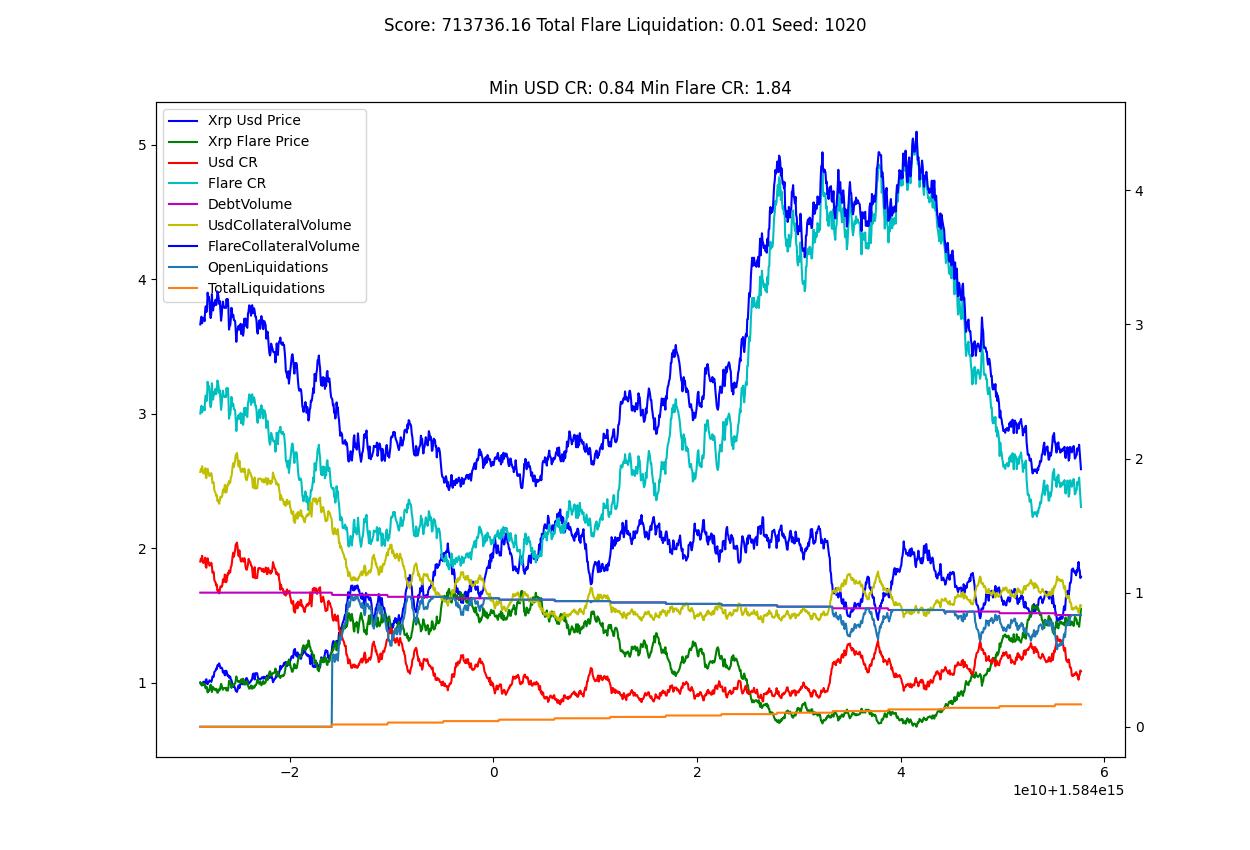 Score: 713736.16 Total Flare Liquidation: 0.01 Seed: 1020
Min USD CR: 0.84 Min Flare CR: 1.84
Xrp Usd Price
Xrp Flare Price
Usd CR
Flare CR
DebtVolume
UsdCollateralVolume
FlareCollateralVolume
OpenLiquidations
TotalLiquidations
5
4
3
2
1
4
3
2
1
0
−2
0
2
4
6
1e10+1.584e15